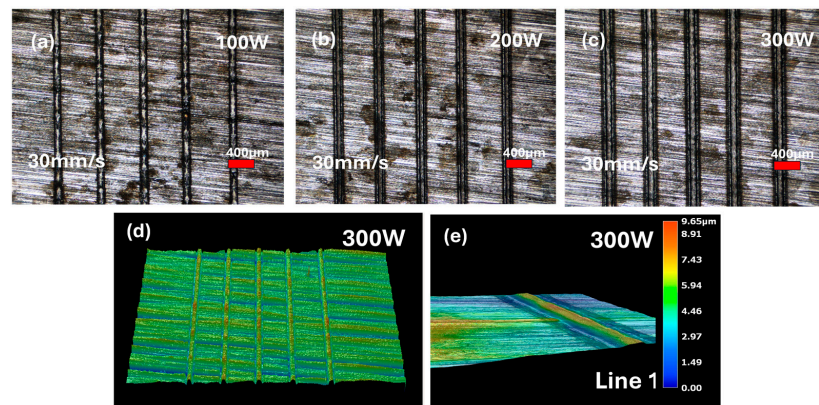 (a)
100W
30mm/s
400μm
(b)
200W
30mm/s
400μm
(c)
300W
30mm/s
400μm
(d)
300W
(e)
300W
9.65μm
8.91
7.43
5.94
4.46
2.97
1.49
0.00
Line 1